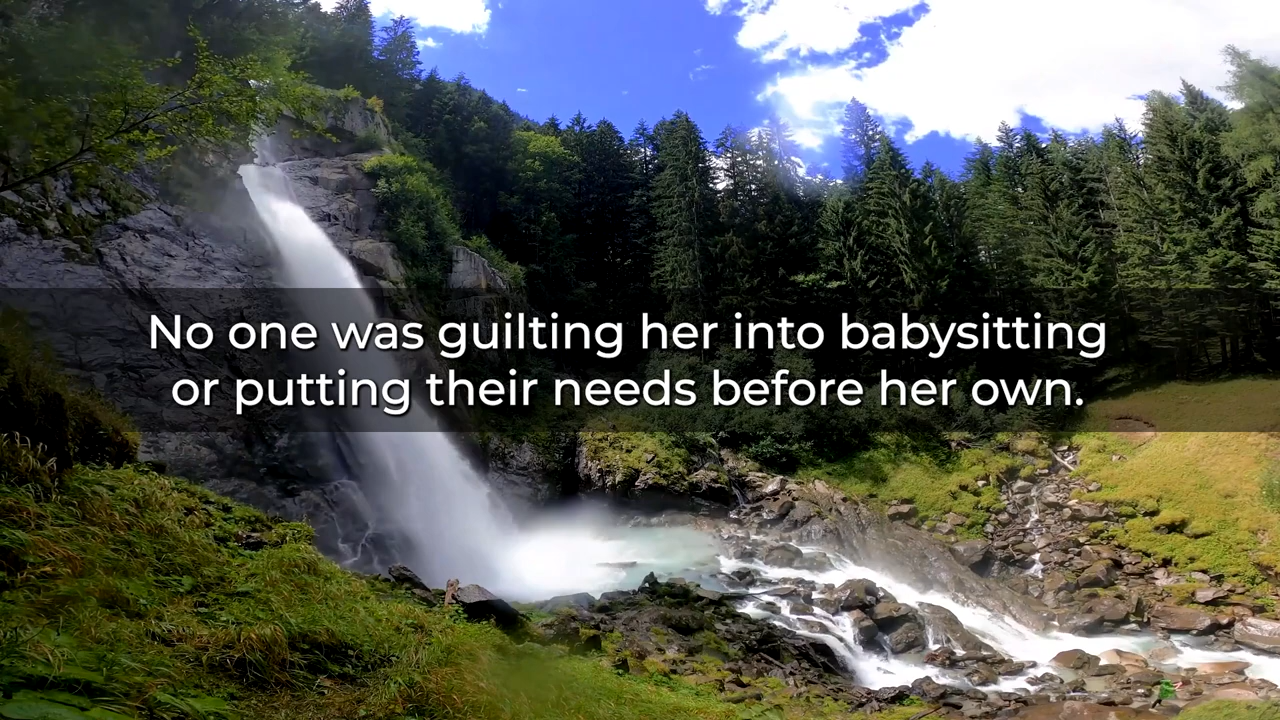 No one was guilting her into babysitting
or putting their needs before her own.